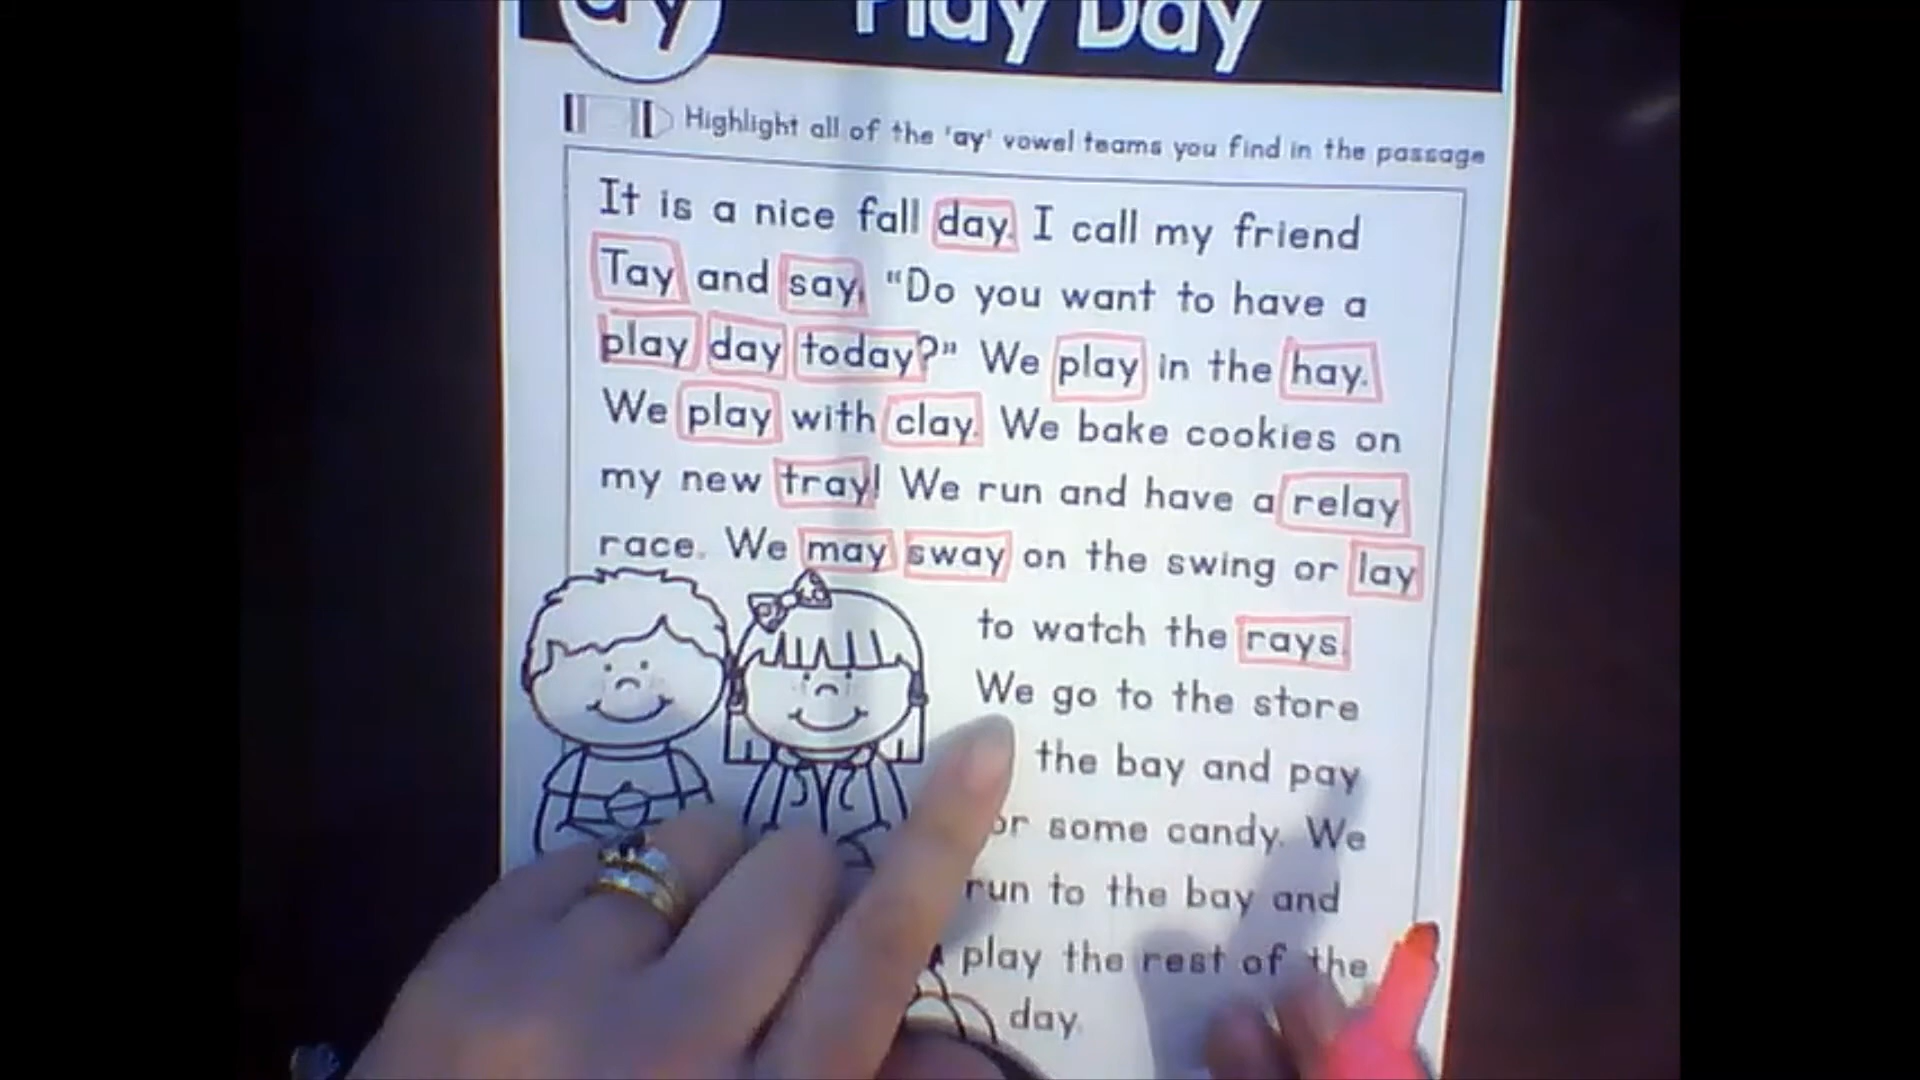 ay Play Day
Highlight all of the 'ay' vowel teams you find in the passage
It is a nice fall day. I call my friend
Tay and say, "Do you want to have a
play day today?" We play in the hay.
We play with clay. We bake cookies on
my new tray! We run and have a relay
race. We may sway on the swing or lay
to watch the rays.
We go to the store
the bay and pay
or some candy. We
run to the bay and
play the rest of the
day.